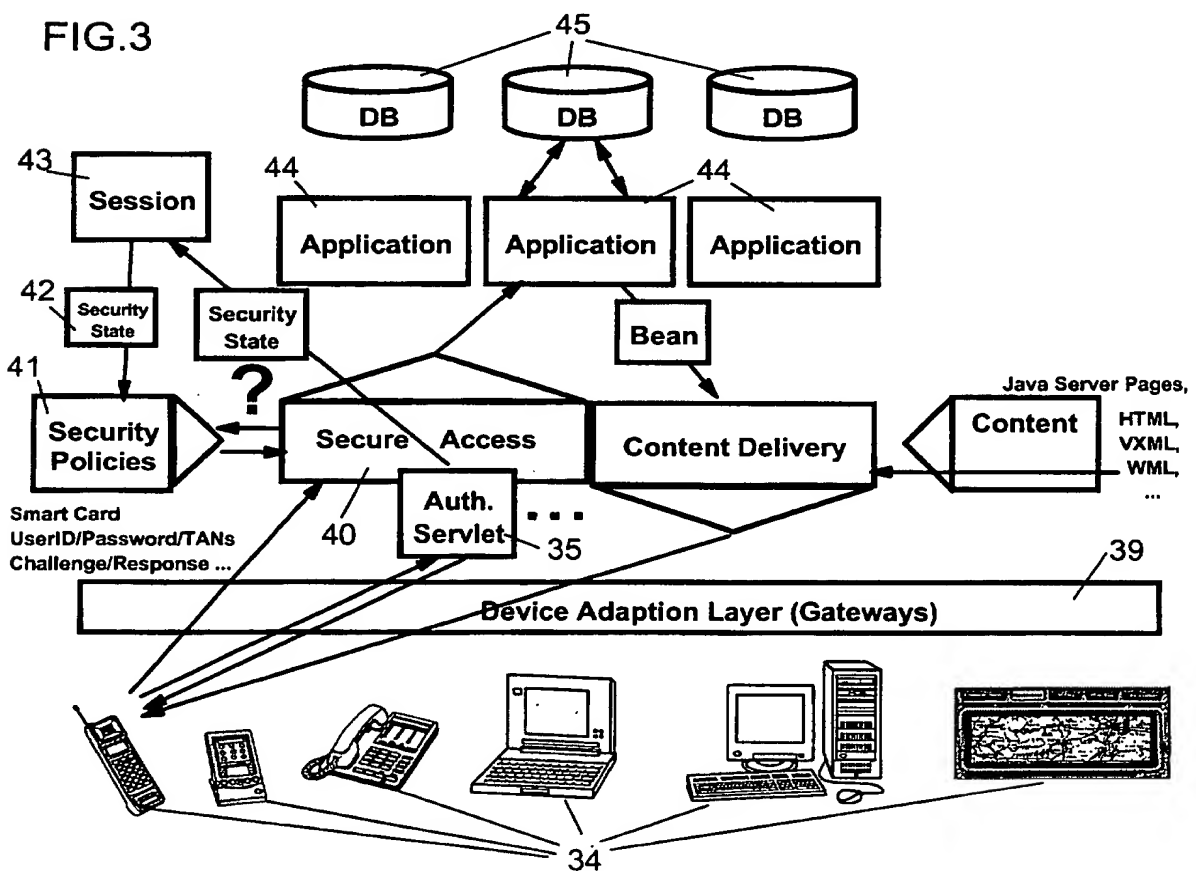 FIG.3
45
DB
DB
DB
43
Session
44
Application
44
Application
Application
42
Security
State
Security
State
Bean
41
Security
Policies
?
Secure Access
40
Content Delivery
Content
Java Server Pages,
HTML,
VXML,
WML,
...
Smart Card
UserID/Password/TANs
Challenge/Response ...
Auth.
Servlet
...
35
39
Device Adaption Layer (Gateways)
34